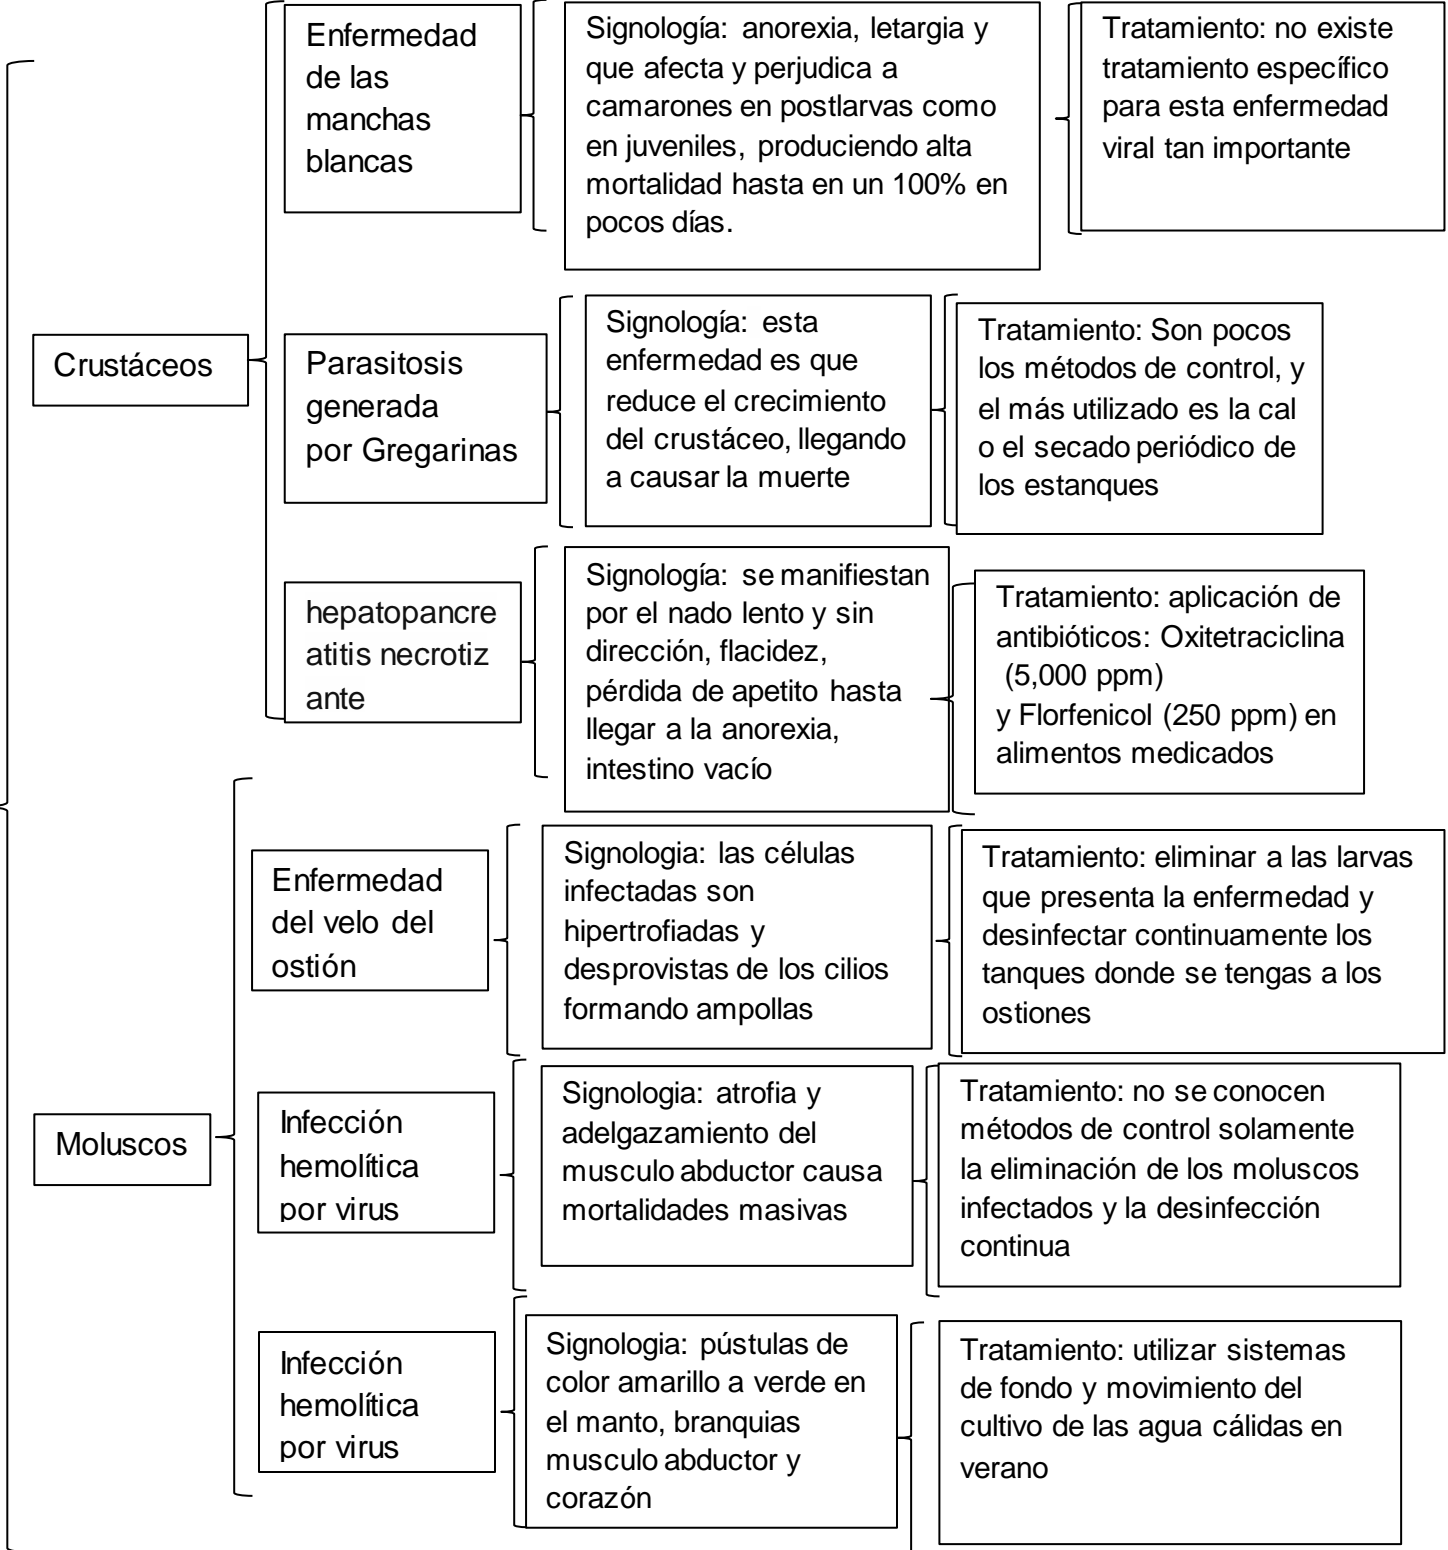 Crustáceos
Enfermedad
de las
manchas
blancas
Signología: anorexia, letargia y
que afecta y perjudica a
camarones en postlarvas como
en juveniles, produciendo alta
mortalidad hasta en un 100% en
pocos días.
Tratamiento: no existe
tratamiento específico
para esta enfermedad
viral tan importante
Parasitosis
generada
por Gregarinas
Signología: esta
enfermedad es que
reduce el crecimiento
del crustáceo, llegando
a causar la muerte
Tratamiento: Son pocos
los métodos de control, y
el más utilizado es la cal
o el secado periódico de
los estanques
hepatopancre
atitis necrotiz
ante
Signología: se manifiestan
por el nado lento y sin
dirección, flacidez,
pérdida de apetito hasta
llegar a la anorexia,
intestino vacío
Tratamiento: aplicación de
antibióticos: Oxitetraciclina
(5,000 ppm)
y Florfenicol (250 ppm) en
alimentos medicados
Moluscos
Enfermedad
del velo del
ostión
Signologia: las células
infectadas son
hipertrofiadas y
desprovistas de los cilios
formando ampollas
Tratamiento: eliminar a las larvas
que presenta la enfermedad y
desinfectar continuamente los
tanques donde se tengas a los
ostiones
Infección
hemolítica
por virus
Signologia: atrofia y
adelgazamiento del
musculo abductor causa
mortalidades masivas
Tratamiento: no se conocen
métodos de control solamente
la eliminación de los moluscos
infectados y la desinfección
continua
Infección
hemolítica
por virus
Signologia: pústulas de
color amarillo a verde en
el manto, branquias
musculo abductor y
corazón
Tratamiento: utilizar sistemas
de fondo y movimiento del
cultivo de las agua cálidas en
verano